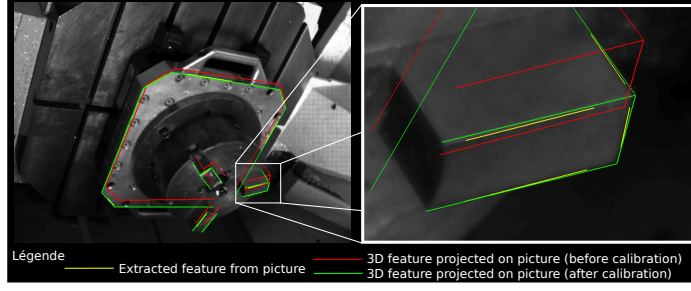 Légende
Extracted feature from picture
3D feature projected on picture (before calibration)
3D feature projected on picture (after calibration)